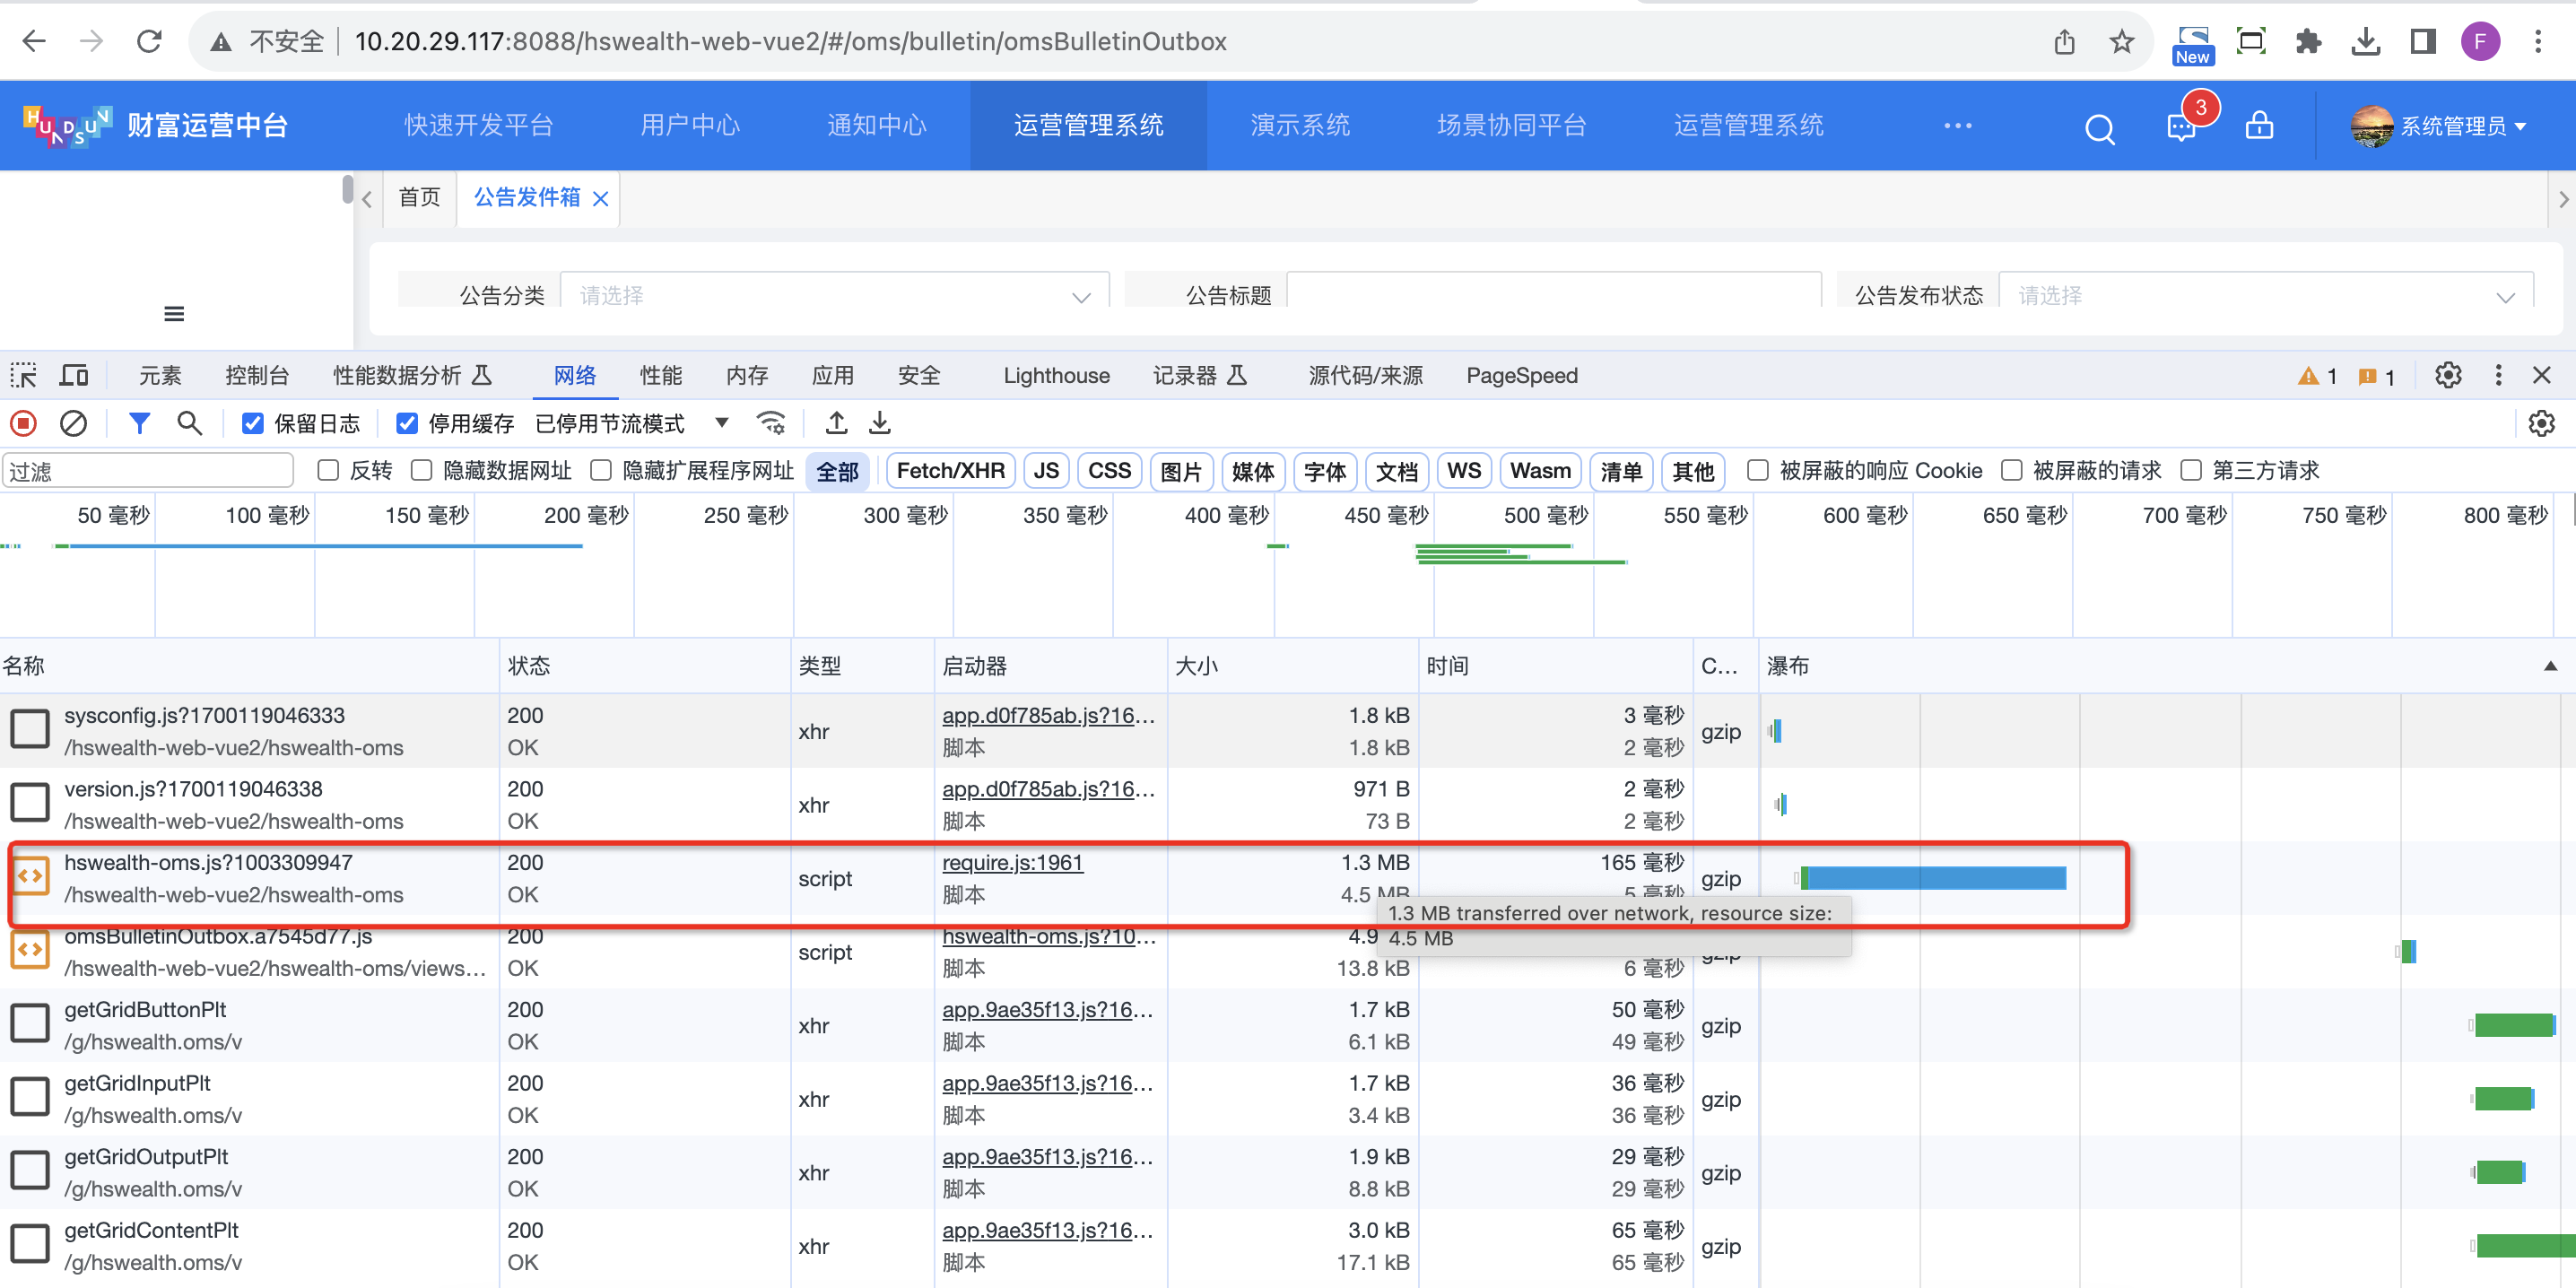 不安全 10.20.29.117:8088/hswealth-web-vue2/#/oms/bulletin/omsBulletinOutbox New F
HUNDSUN 财富运营中台 快速开发平台 用户中心 通知中心 运营管理系统 演示系统 场景协同平台 运营管理系统 ··· 3 系统管理员
首页 公告发件箱
公告分类 请选择 公告标题 公告发布状态 请选择
元素 控制台 性能数据分析 网络 性能 内存 应用 安全 Lighthouse 记录器 源代码/来源 PageSpeed 1 1
保留日志 停用缓存 已停用节流模式
过滤 反转 隐藏数据网址 隐藏扩展程序网址 全部 Fetch/XHR JS CSS 图片 媒体 字体 文档 WS Wasm 清单 其他 被屏蔽的响应 Cookie 被屏蔽的请求 第三方请求
50 毫秒 100 毫秒 150 毫秒 200 毫秒 250 毫秒 300 毫秒 350 毫秒 400 毫秒 450 毫秒 500 毫秒 550 毫秒 600 毫秒 650 毫秒 700 毫秒 750 毫秒 800 毫秒
名称 状态 类型 启动器 大小 时间 C... 瀑布
sysconfig.js?1700119046333 200 xhr app.d0f785ab.js?16... 1.8 kB 3 毫秒 gzip
/hswealth-web-vue2/hswealth-oms OK 脚本 1.8 kB 2 毫秒
version.js?1700119046338 200 xhr app.d0f785ab.js?16... 971 B 2 毫秒
/hswealth-web-vue2/hswealth-oms OK 脚本 73 B 2 毫秒
hswealth-oms.js?1003309947 200 script require.js:1961 1.3 MB 165 毫秒 gzip
/hswealth-web-vue2/hswealth-oms OK 脚本 4.5 MB 5 毫秒
1.3 MB transferred over network, resource size:
4.5 MB
omsBulletinOutbox.a7545d77.js 200 script hswealth-oms.js?10... 4.9 gzip
/hswealth-web-vue2/hswealth-oms/views... OK 脚本 13.8 kB 6 毫秒
getGridButtonPlt 200 xhr app.9ae35f13.js?16... 1.7 kB 50 毫秒 gzip
/g/hswealth.oms/v OK 脚本 6.1 kB 49 毫秒
getGridInputPlt 200 xhr app.9ae35f13.js?16... 1.7 kB 36 毫秒 gzip
/g/hswealth.oms/v OK 脚本 3.4 kB 36 毫秒
getGridOutputPlt 200 xhr app.9ae35f13.js?16... 1.9 kB 29 毫秒 gzip
/g/hswealth.oms/v OK 脚本 8.8 kB 29 毫秒
getGridContentPlt 200 xhr app.9ae35f13.js?16... 3.0 kB 65 毫秒 gzip
/g/hswealth.oms/v OK 脚本 17.1 kB 65 毫秒